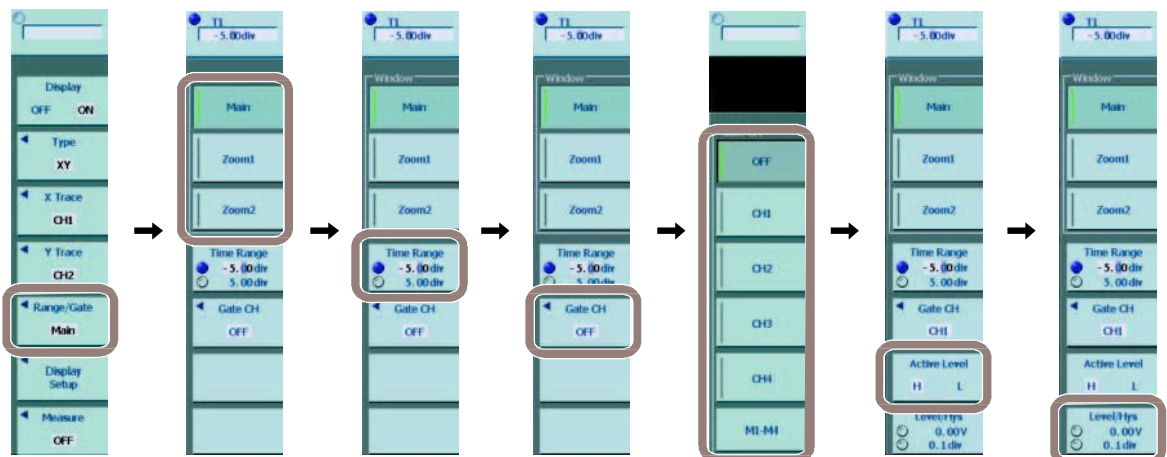 Display
OFF ON
Type
XY
X Trace
CH1
Y Trace
CH2
Range/Gate
Main
Display
Setup
Measure
OFF
T1
-5.00div
Main
Zoom1
Zoom2
Time Range
-5.00div
5.00div
Gate CH
OFF
T1
-5.00div
Window
Main
Zoom1
Zoom2
Time Range
-5.00div
5.00div
Gate CH
OFF
T1
-5.00div
Window
Main
Zoom1
Zoom2
Time Range
-5.00div
5.00div
Gate CH
OFF
OFF
CH1
CH2
CH3
CH4
M1-M4
T1
-5.00div
Window
Main
Zoom1
Zoom2
Time Range
-5.00div
5.00div
Gate CH
CH1
Active Level
H L
Level/Hys
0.00V
0.1div
T1
-5.00div
Window
Main
Zoom1
Zoom2
Time Range
-5.00div
5.00div
Gate CH
CH1
Active Level
H L
Level/Hys
0.00V
0.1div